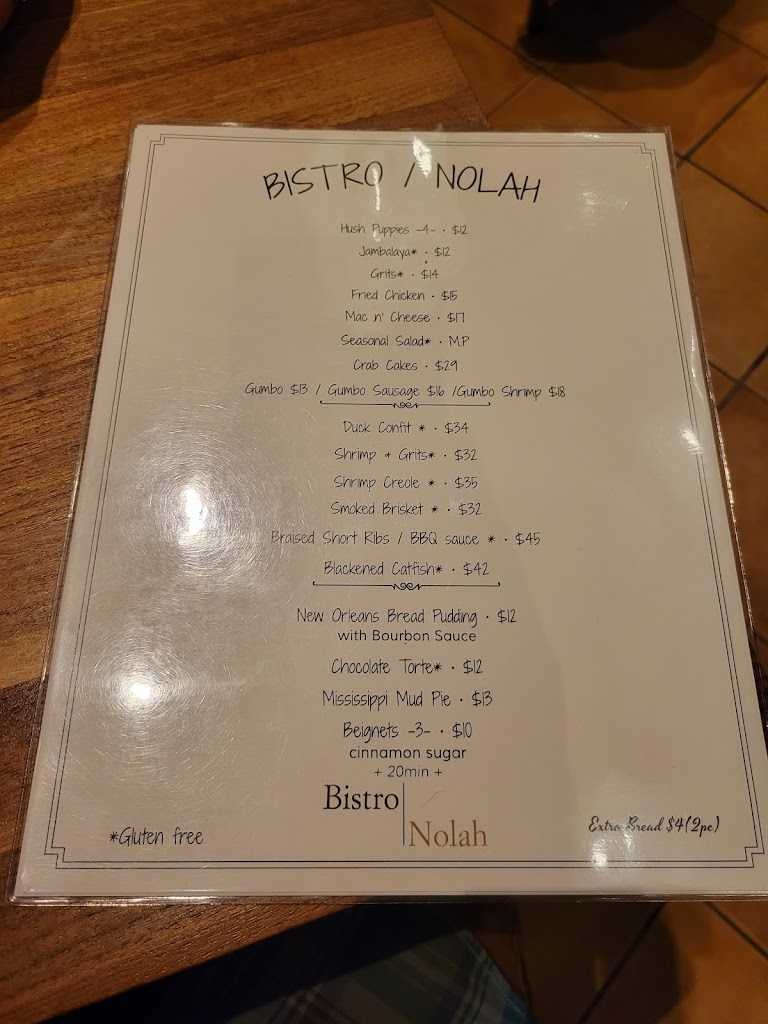 BISTRO / NOLAH
Hush Puppies -4- · $12
Jambalaya* · $12
Grits* · $14
Fried Chicken · $15
Mac n' Cheese · $17
Seasonal Salad* · M.P
Crab Cakes · $29
Gumbo $13 / Gumbo Sausage $16 /Gumbo Shrimp $18
Duck Confit * · $34
Shrimp + Grits* · $32
Shrimp Creole * · $35
Smoked Brisket * · $32
Braised Short Ribs / BBQ sauce * · $45
Blackened Catfish* · $42
New Orleans Bread Pudding · $12
with Bourbon Sauce
Chocolate Torte* · $12
Mississippi Mud Pie · $13
Beignets -3- · $10
cinnamon sugar
+ 20min +
Bistro
Nolah
*Gluten free
Extra Bread $4(2pc)